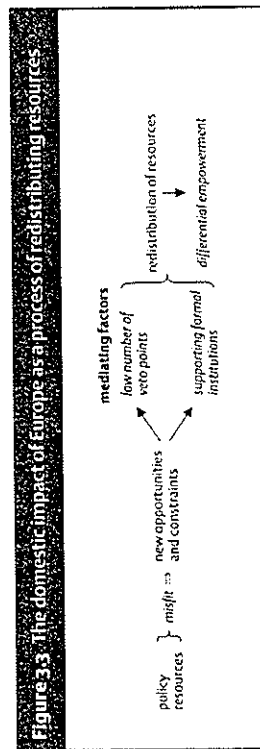 Figure 3.3 The domestic impact of Europe as a process of redistributing resources
policy
resources
misfit ⇒
new opportunities
and constraints
mediating factors
low number of
veto points
supporting formal
institutions
redistribution of resources
differential empowerment